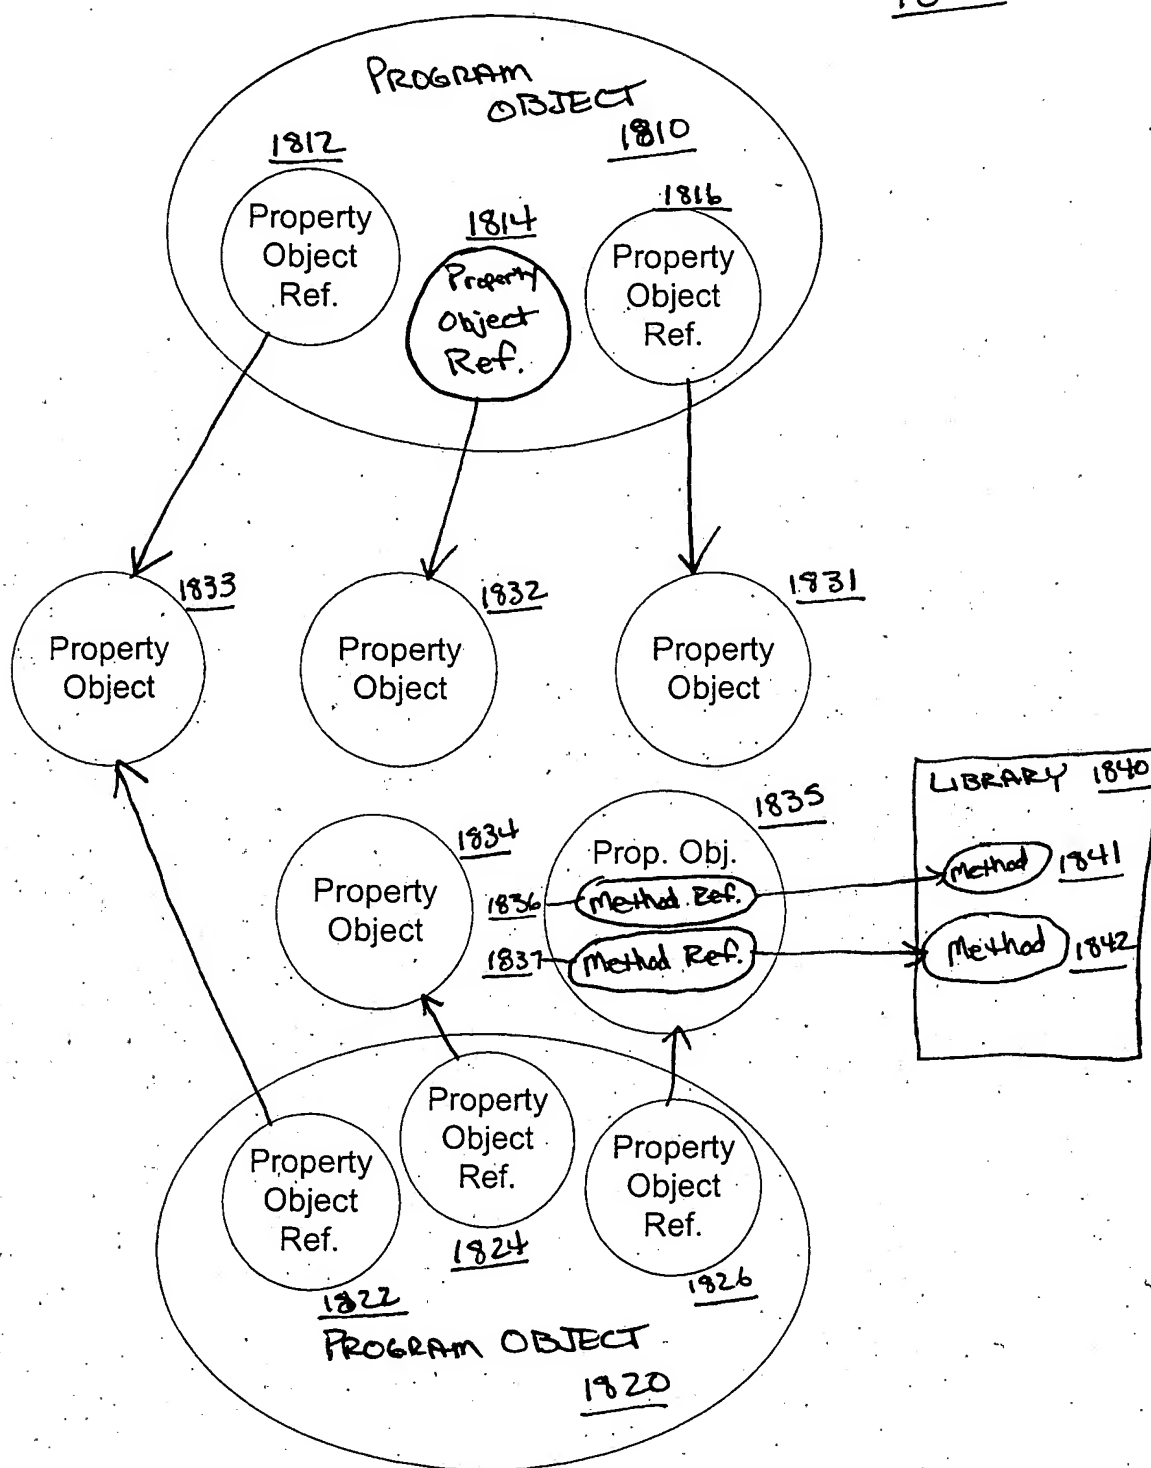 PROGRAM
OBJECT
1810
1812
Property
Object
Ref.
1814
Property
Object
Ref.
1816
Property
Object
Ref.
1833
Property
Object
1832
Property
Object
1831
Property
Object
1834
Property
Object
1835
Prop. Obj.
1836
Method Ref.
1837
Method Ref.
LIBRARY 1840
Method 1841
Method 1842
Property
Object
Ref.
1822
Property
Object
Ref.
1824
Property
Object
Ref.
1826
PROGRAM OBJECT
1820